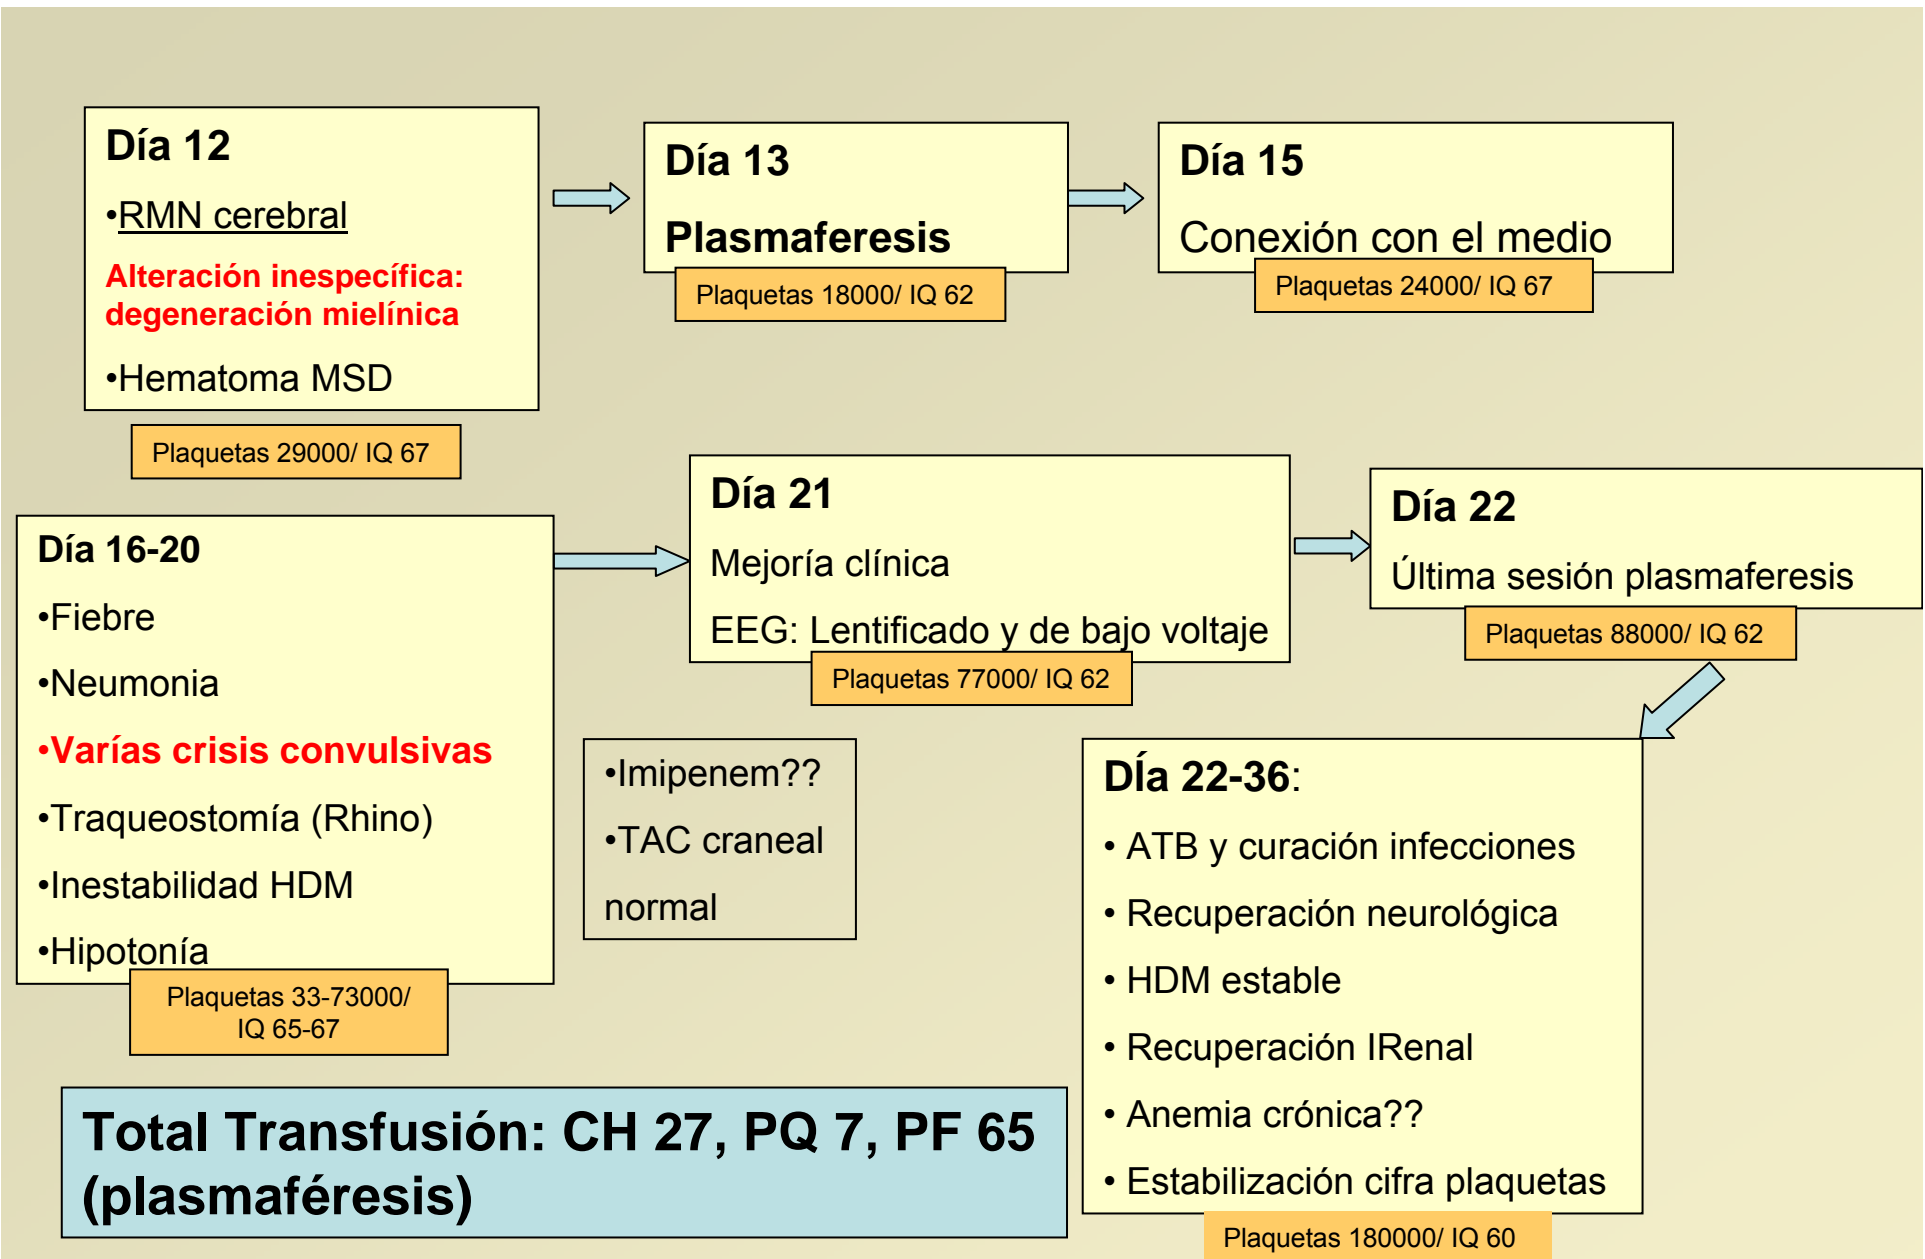 Día 12
•RMN cerebral
Alteración inespecífica:
degeneración mielínica
•Hematoma MSD
Plaquetas 29000/ IQ 67
Día 13
Plasmaferesis
Plaquetas 18000/ IQ 62
Día 15
Conexión con el medio
Plaquetas 24000/ IQ 67
Día 16-20
•Fiebre
•Neumonia
•Varías crisis convulsivas
•Traqueostomía (Rhino)
•Inestabilidad HDM
•Hipotonía
Plaquetas 33-73000/
IQ 65-67
•Imipenem??
•TAC craneal
normal
Día 21
Mejoría clínica
EEG: Lentificado y de bajo voltaje
Plaquetas 77000/ IQ 62
Día 22
Última sesión plasmaferesis
Plaquetas 88000/ IQ 62
DÍa 22-36:
• ATB y curación infecciones
• Recuperación neurológica
• HDM estable
• Recuperación IRenal
• Anemia crónica??
• Estabilización cifra plaquetas
Plaquetas 180000/ IQ 60
Total Transfusión: CH 27, PQ 7, PF 65
(plasmaféresis)